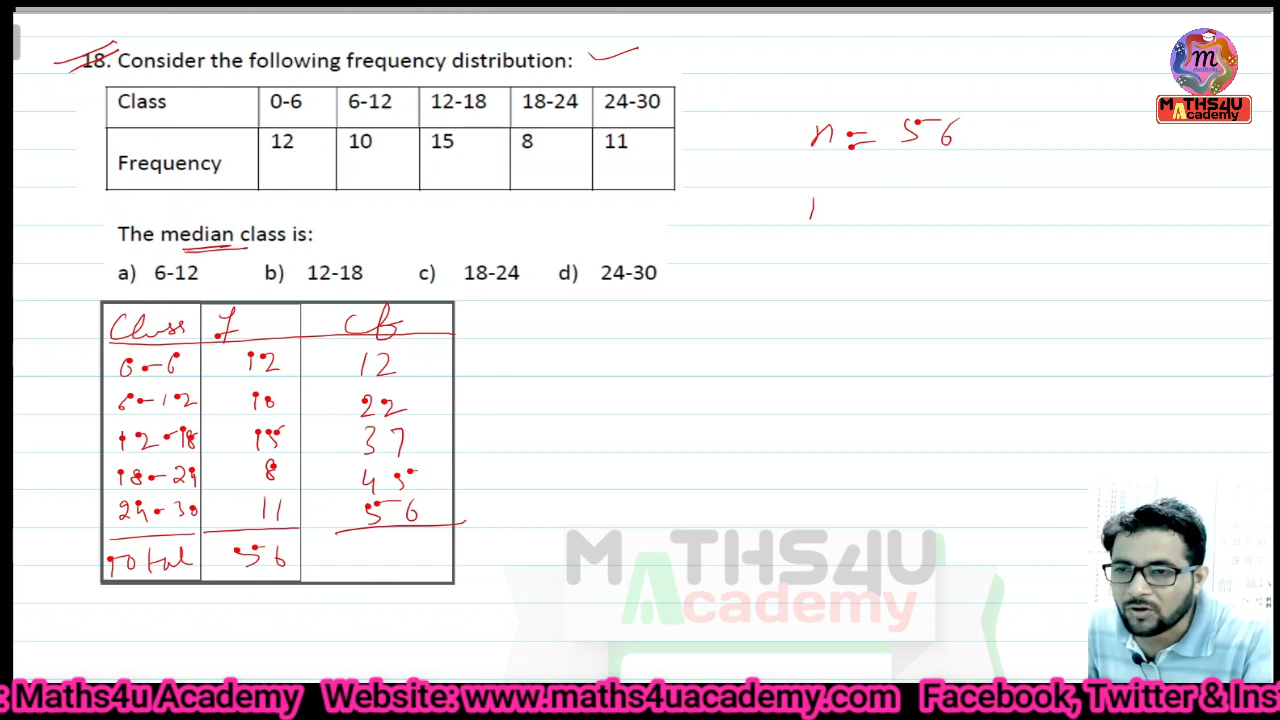 18. Consider the following frequency distribution:
Class 0-6 6-12 12-18 18-24 24-30
Frequency 12 10 15 8 11
n = 56
The median class is:
a) 6-12 b) 12-18 c) 18-24 d) 24-30
Class f cf
0-6 12 12
6-12 10 22
12-18 15 37
18-24 8 45
24-30 11 56
Total 56
m
MATHS4U
Academy
MATHS4U
Academy
: Maths4u Academy Website: www.maths4uacademy.com Facebook, Twitter & Inst